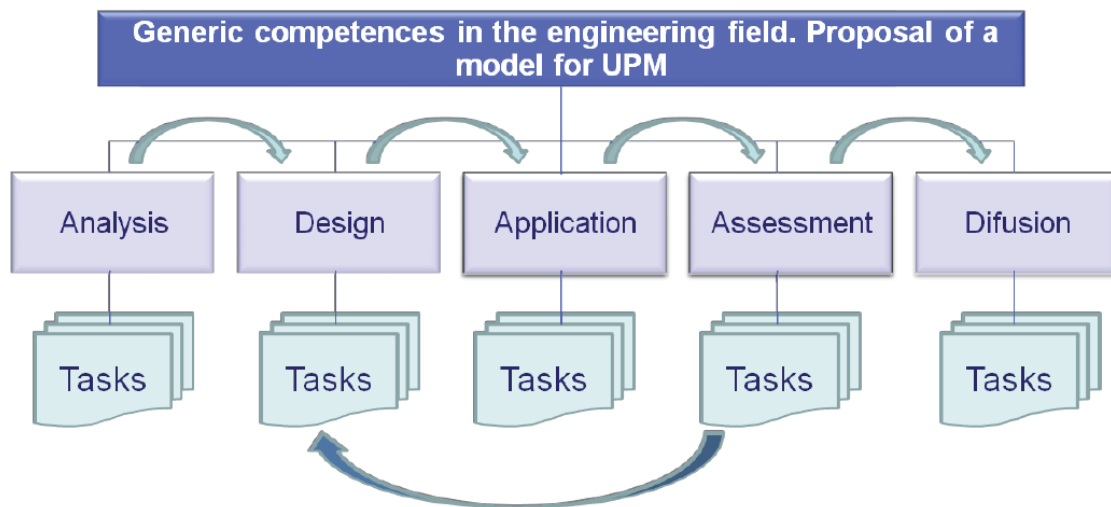 Generic competences in the engineering field. Proposal of a
model for UPM
Analysis
Design
Application
Assessment
Difusion
Tasks
Tasks
Tasks
Tasks
Tasks